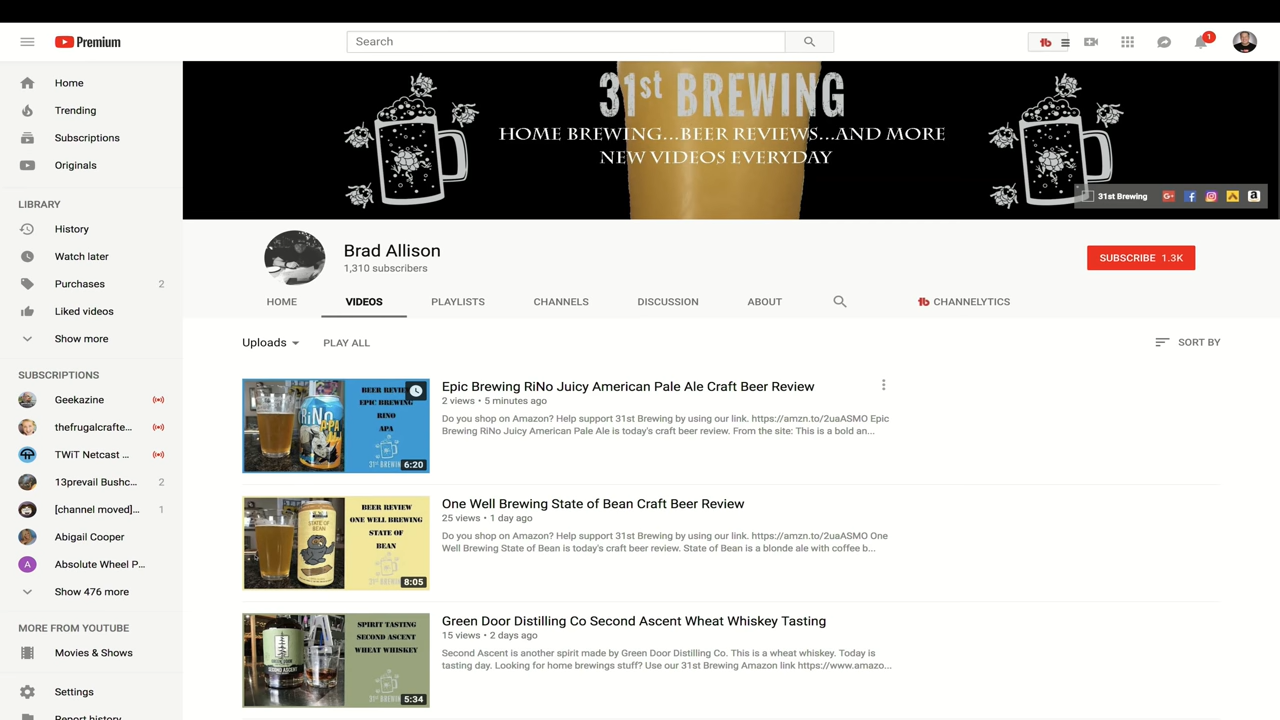 Premium
Search
1
Home
Trending
Subscriptions
Originals
LIBRARY
History
Watch later
Purchases 2
Liked videos
Show more
SUBSCRIPTIONS
Geekazine
thefrugalcrafte...
TWiT Netcast ...
13prevail Bushc... 2
[channel moved]... 1
Abigail Cooper
A Absolute Wheel P...
Show 476 more
MORE FROM YOUTUBE
Movies & Shows
Settings
Report history
31st BREWING
HOME BREWING...BEER REVIEWS...AND MORE
NEW VIDEOS EVERYDAY
31st Brewing
Brad Allison
1,310 subscribers
SUBSCRIBE 1.3K
HOME VIDEOS PLAYLISTS CHANNELS DISCUSSION ABOUT CHANNELYTICS
Uploads PLAY ALL SORT BY
BEER REVIEW
EPIC BREWING
RINO
APA
31ST BREWING
6:20
Epic Brewing RiNo Juicy American Pale Ale Craft Beer Review
2 views • 5 minutes ago
Do you shop on Amazon? Help support 31st Brewing by using our link. https://amzn.to/2uaASMO Epic
Brewing RiNo Juicy American Pale Ale is today's craft beer review. From the site: This is a bold an...
BEER REVIEW
ONE WELL BREWING
STATE OF
BEAN
STATE OF
BEAN
8:05
One Well Brewing State of Bean Craft Beer Review
25 views • 1 day ago
Do you shop on Amazon? Help support 31st Brewing by using our link. https://amzn.to/2uaASMO One
Well Brewing State of Bean is today's craft beer review. State of Bean is a blonde ale with coffee b...
SPIRIT TASTING
SECOND ASCENT
WHEAT WHISKEY
5:34
Green Door Distilling Co Second Ascent Wheat Whiskey Tasting
15 views • 2 days ago
Second Ascent is another spirit made by Green Door Distilling Co. This is a wheat whiskey. Today is
tasting day. Looking for home brewings stuff? Use our 31st Brewing Amazon link https://www.amazo...